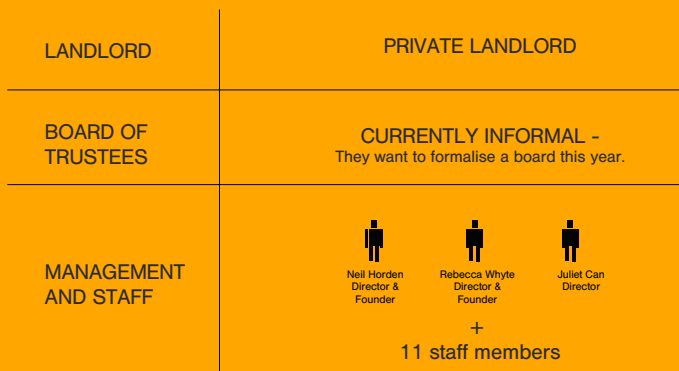 LANDLORD
PRIVATE LANDLORD
BOARD OF
TRUSTEES
CURRENTLY INFORMAL -
They want to formalise a board this year.
MANAGEMENT
AND STAFF
Neil Horden
Director &
Founder
Rebecca Whyte
Director &
Founder
Juliet Can
Director
+
11 staff members